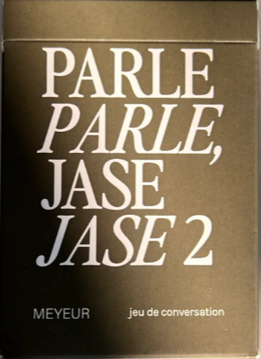 PARLE
PARLE,
JASE
JASE 2
MEYEUR jeu de conversation